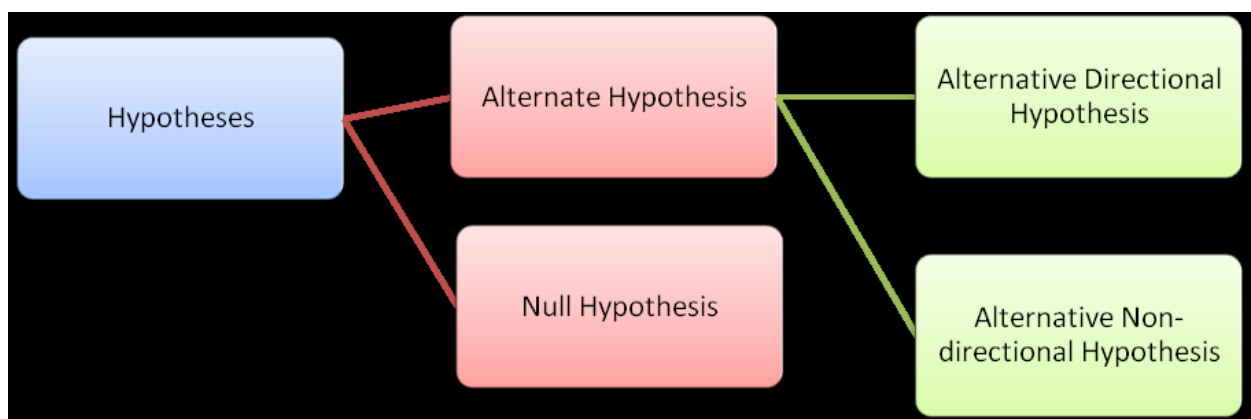 Hypotheses
Alternate Hypothesis
Null Hypothesis
Alternative Directional
Hypothesis
Alternative Non-
directional Hypothesis